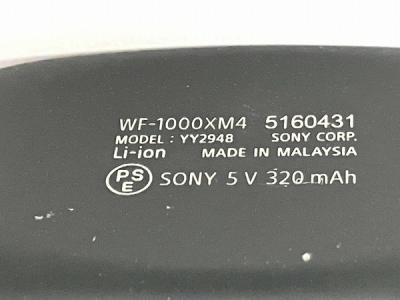 WF-1000XM4 5160431
MODEL: YY2948 SONY CORP.
Li-ion MADE IN MALAYSIA
PSE SONY 5 V 320 mAh